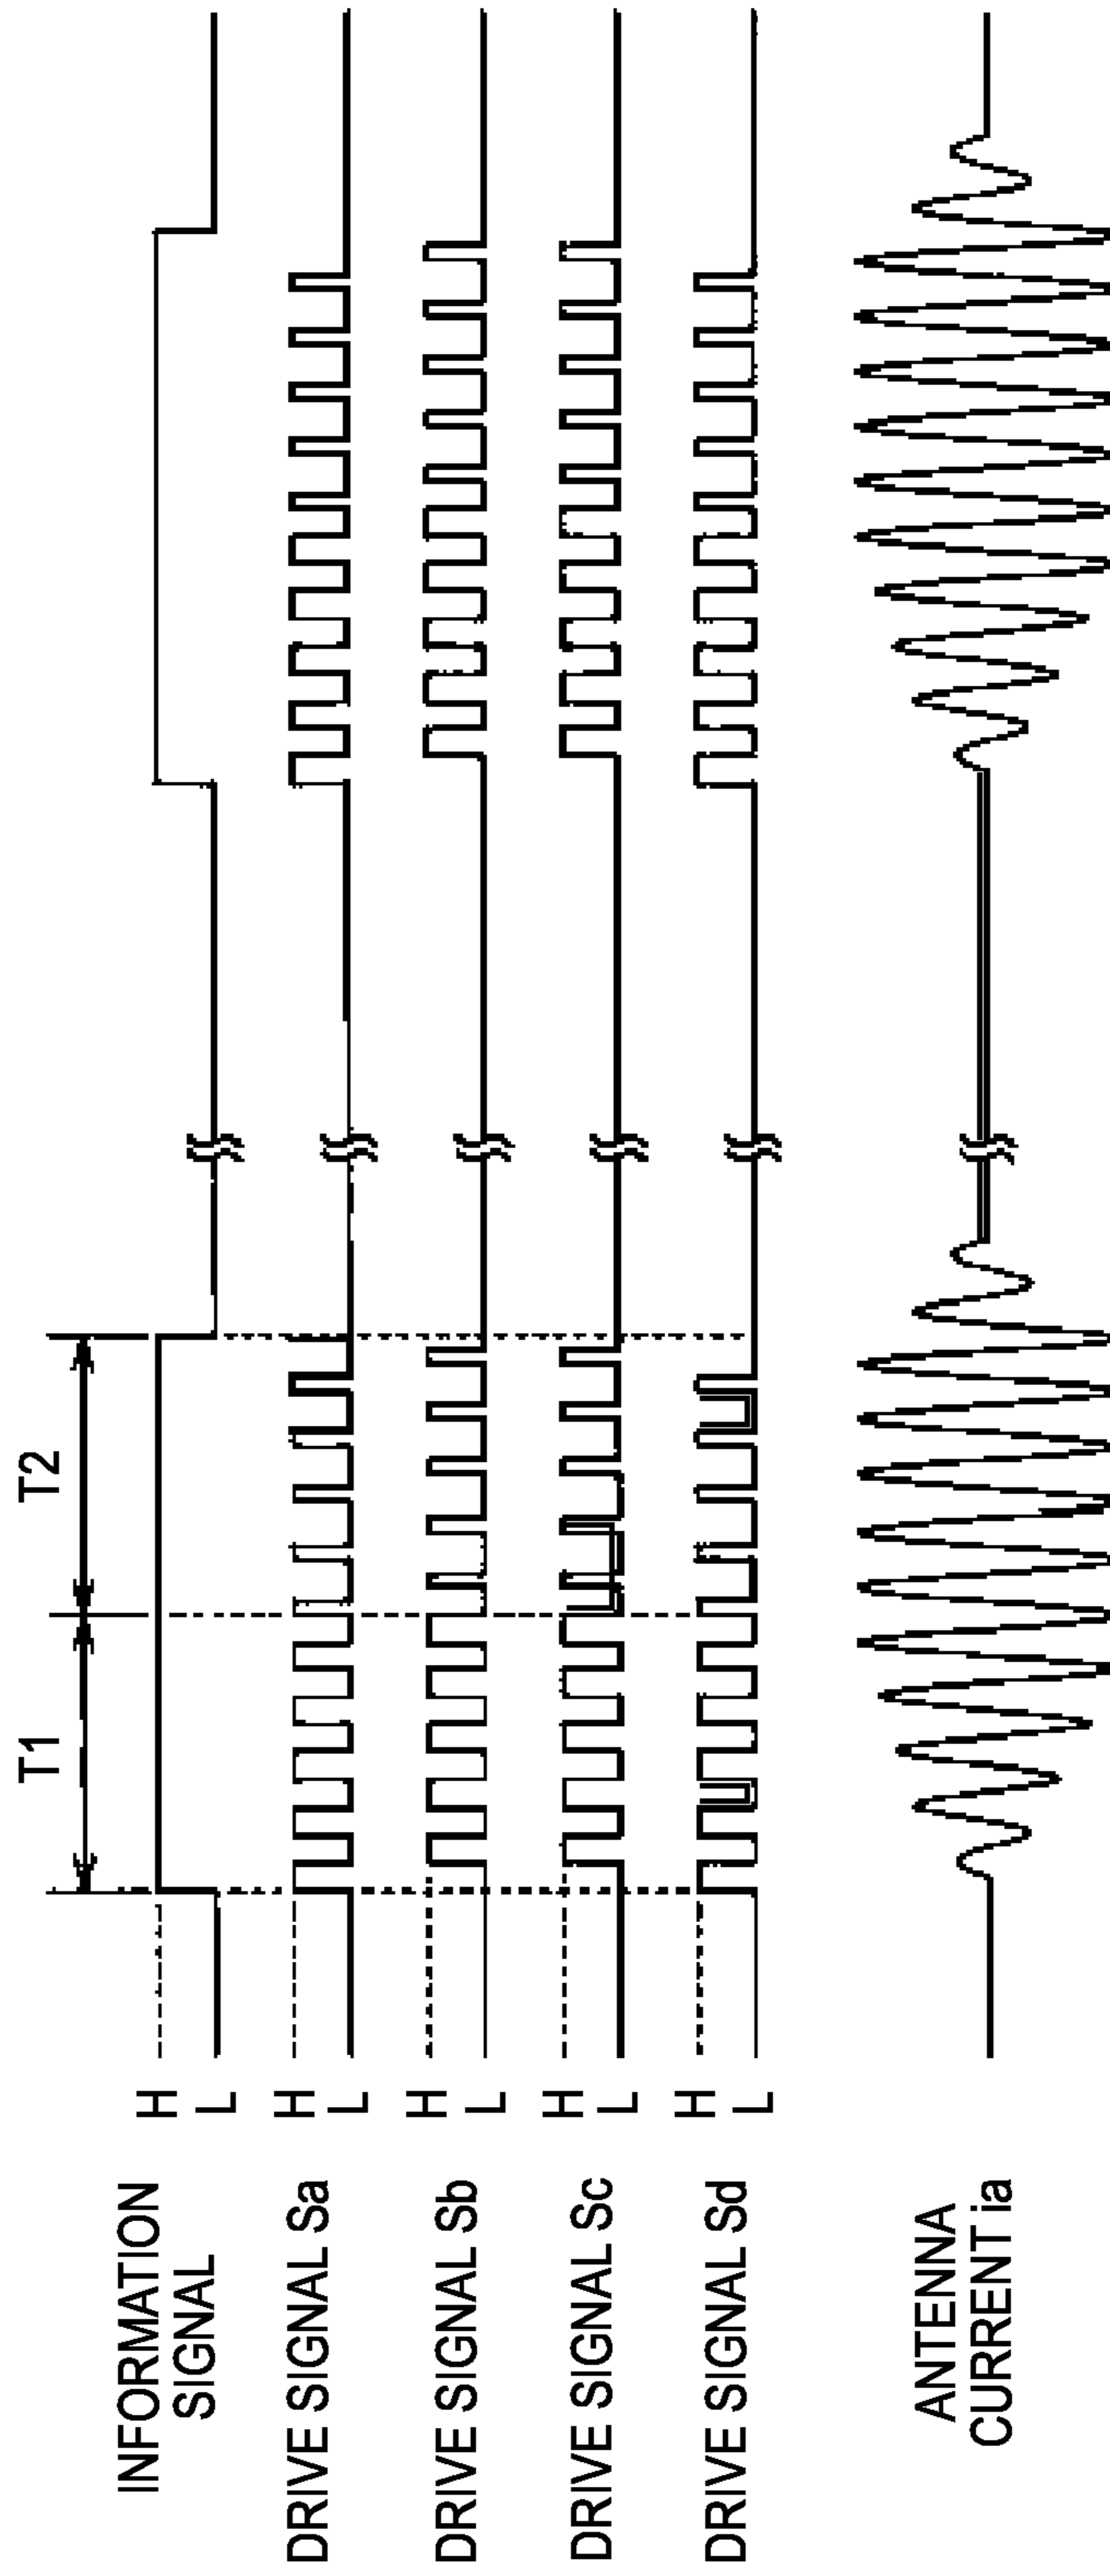 T1
T2
INFORMATION
SIGNAL
H
L
DRIVE SIGNAL Sa
H
L
DRIVE SIGNAL Sb
H
L
DRIVE SIGNAL Sc
H
L
DRIVE SIGNAL Sd
H
L
ANTENNA
CURRENT ia